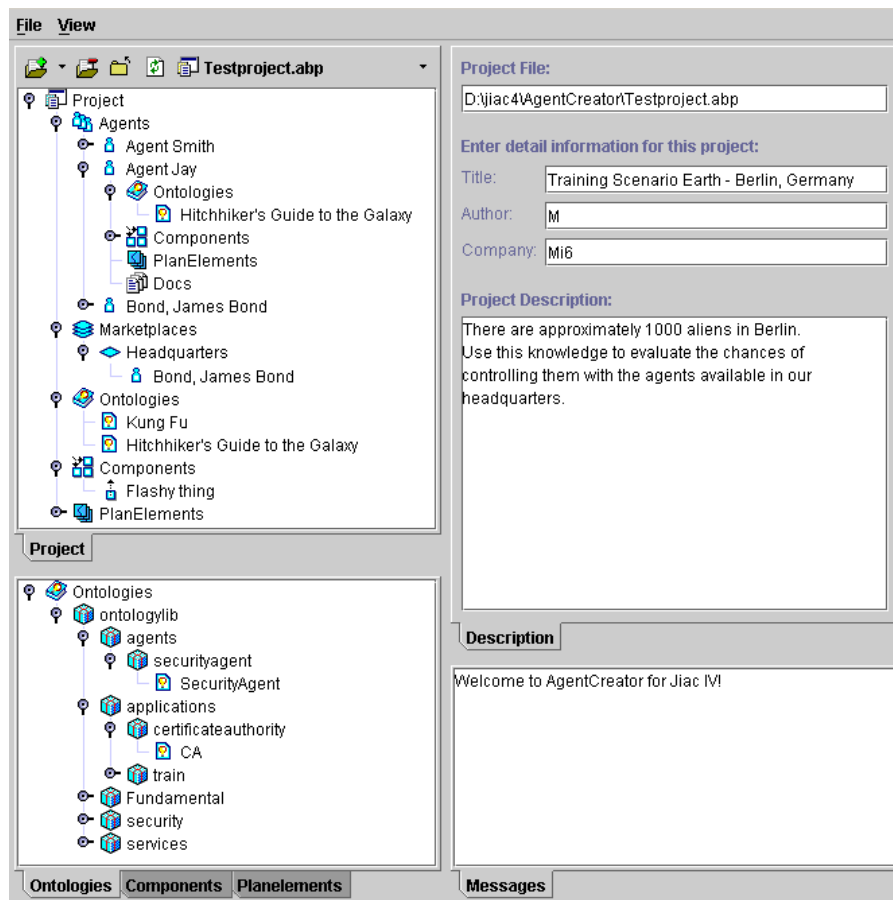 File View
Testproject.abp
Project
Agents
Agent Smith
Agent Jay
Ontologies
Hitchhiker's Guide to the Galaxy
Components
PlanElements
Docs
Bond, James Bond
Marketplaces
Headquarters
Bond, James Bond
Ontologies
Kung Fu
Hitchhiker's Guide to the Galaxy
Components
Flashy thing
PlanElements
Project
Ontologies
ontologylib
agents
securityagent
SecurityAgent
applications
certificateauthority
CA
train
Fundamental
security
services
Ontologies Components Planelements
Project File:
D:\jiac4\AgentCreator\Testproject.abp
Enter detail information for this project:
Title: Training Scenario Earth - Berlin, Germany
Author: M
Company: Mi6
Project Description:
There are approximately 1000 aliens in Berlin.
Use this knowledge to evaluate the chances of
controlling them with the agents available in our
headquarters.
Description
Welcome to AgentCreator for Jiac IV!
Messages